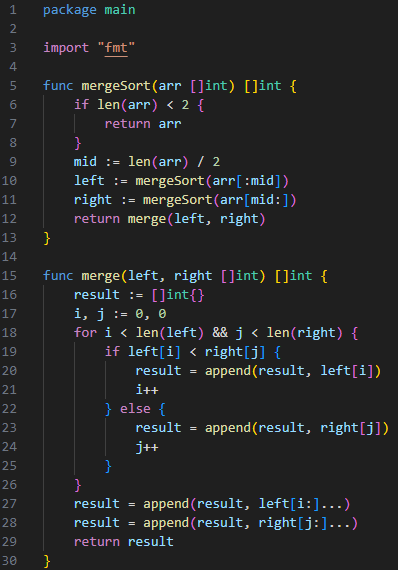 1 package main
2
3 import "fmt"
4
5 func mergeSort(arr []int) []int {
6     if len(arr) < 2 {
7         return arr
8     }
9     mid := len(arr) / 2
10     left := mergeSort(arr[:mid])
11     right := mergeSort(arr[mid:])
12     return merge(left, right)
13 }
14
15 func merge(left, right []int) []int {
16     result := []int{}
17     i, j := 0, 0
18     for i < len(left) && j < len(right) {
19         if left[i] < right[j] {
20             result = append(result, left[i])
21             i++
22         } else {
23             result = append(result, right[j])
24             j++
25         }
26     }
27     result = append(result, left[i:]...)
28     result = append(result, right[j:]...)
29     return result
30 }